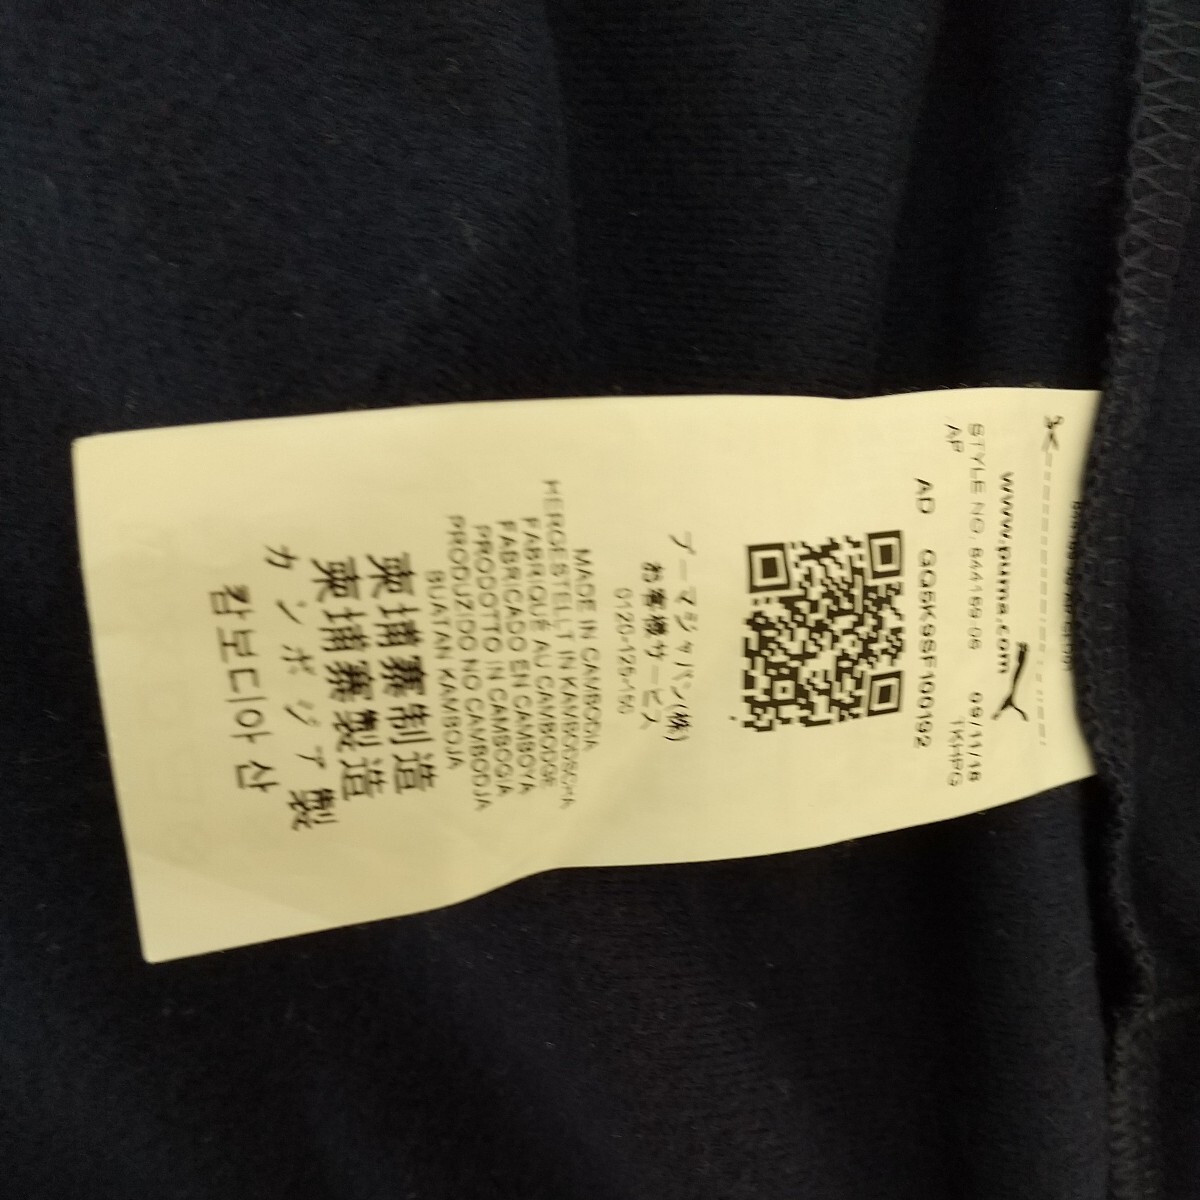 www.puma.com
STYLE NO. 844169-06 09/11/18
AP 1KHPG
AD GQ5KSSF100192
プーマジャパン(株)
お客様サービス
0120-125-150
MADE IN CAMBODIA
HERGESTELLT IN KAMBODSCHA
FABRIQUÉ AU CAMBODGE
FABRICADO EN CAMBOYA
PRODOTTO IN CAMBOGIA
PRODUZIDO NO CAMBODJA
BUATAN KAMBOJA
柬埔寨制造
柬埔寨製造
カンボジア製
캄보디아 산